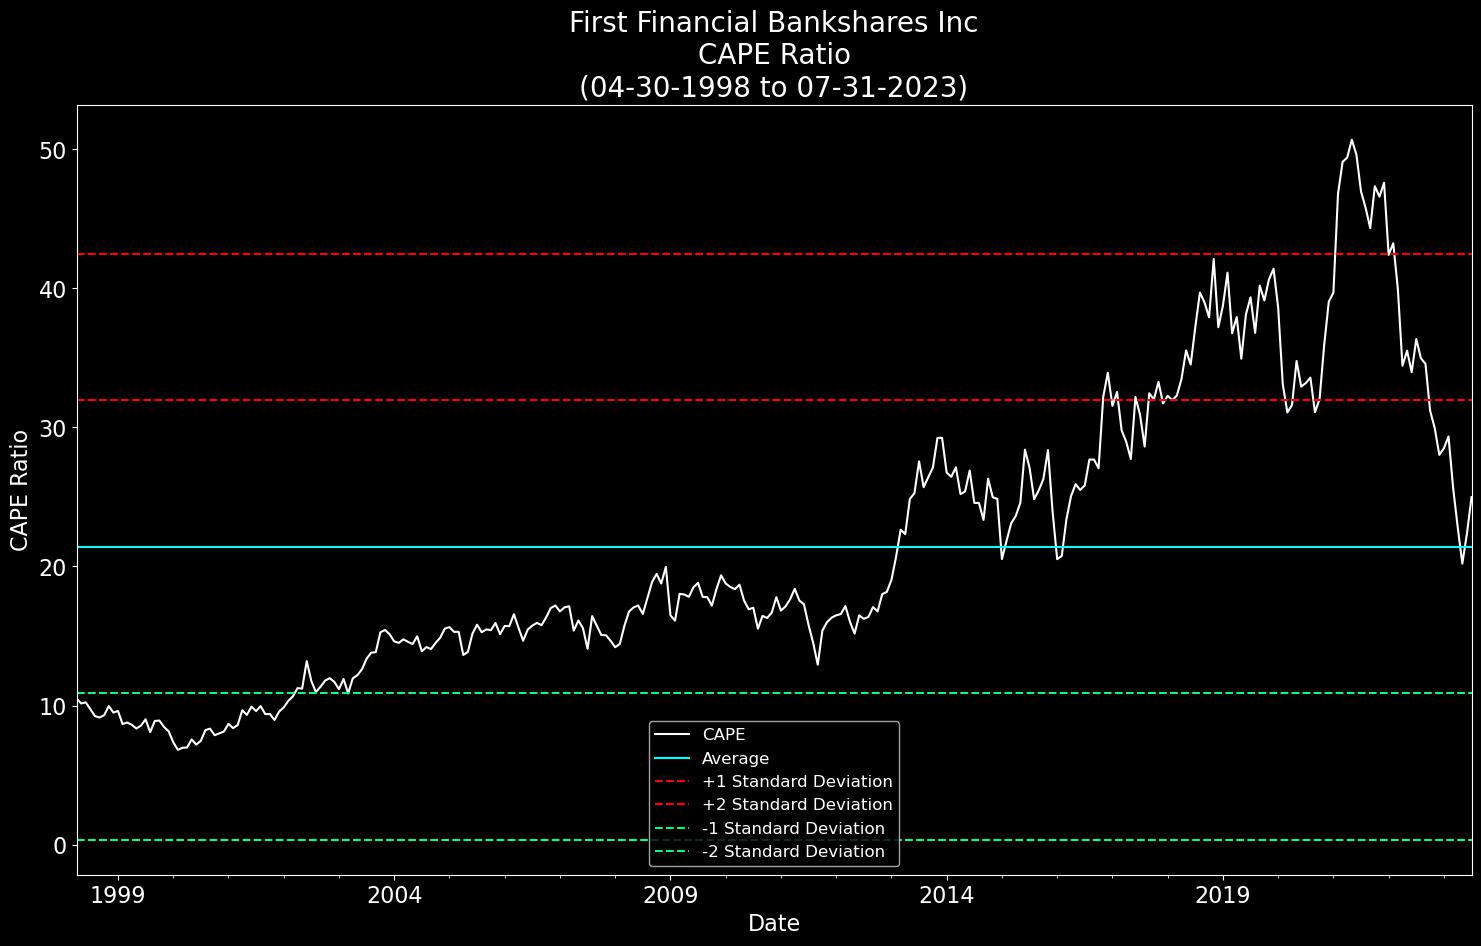 First Financial Bankshares Inc
CAPE Ratio
(04-30-1998 to 07-31-2023)
50
40
30
20
10
0
CAPE Ratio
CAPE
Average
+1 Standard Deviation
+2 Standard Deviation
-1 Standard Deviation
-2 Standard Deviation
1999 2004 2009 2014 2019
Date